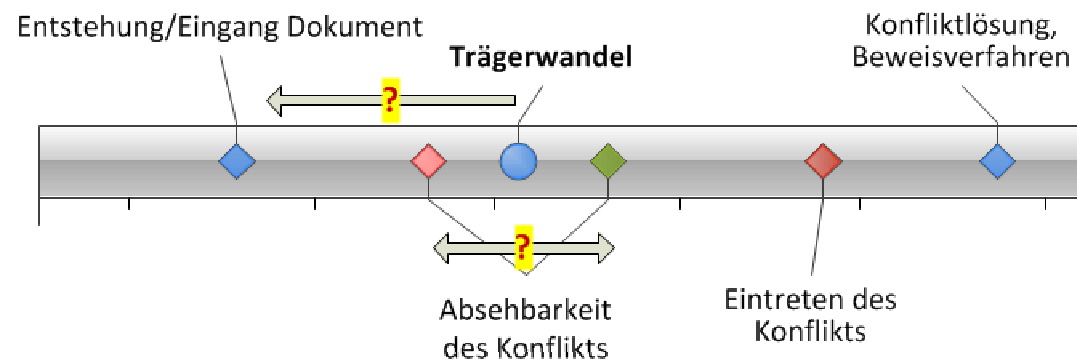 Entstehung/Eingang Dokument
Trägerwandel
Konfliktlösung,
Beweisverfahren
?
?
Absehbarkeit
des Konflikts
Eintreten des
Konflikts